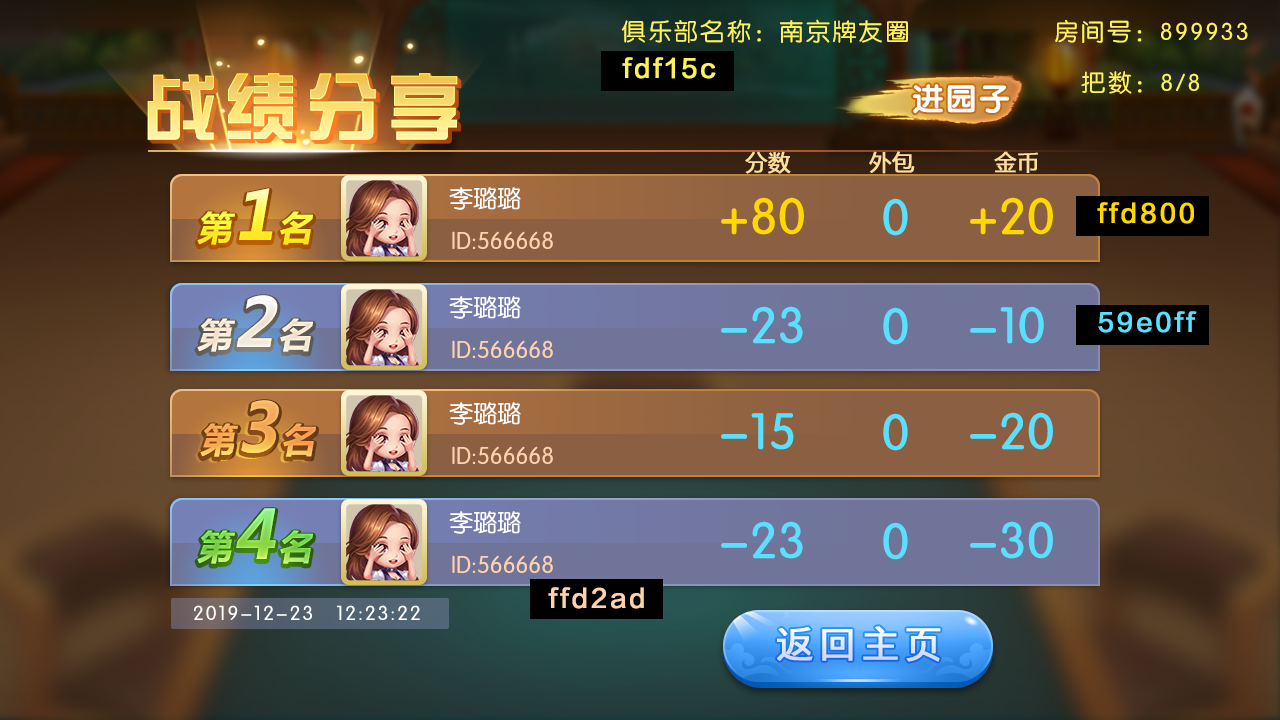 俱乐部名称：南京牌友圈
房间号：899933
fdf15c
战绩分享
进园子
把数：8/8
分数 外包 金币
第1名 李璐璐 +80 0 +20 ffd800
ID:566668
第2名 李璐璐 -23 0 -10 59e0ff
ID:566668
第3名 李璐璐 -15 0 -20
ID:566668
第4名 李璐璐 -23 0 -30
ID:566668
ffd2ad
2019-12-23 12:23:22
返回主页